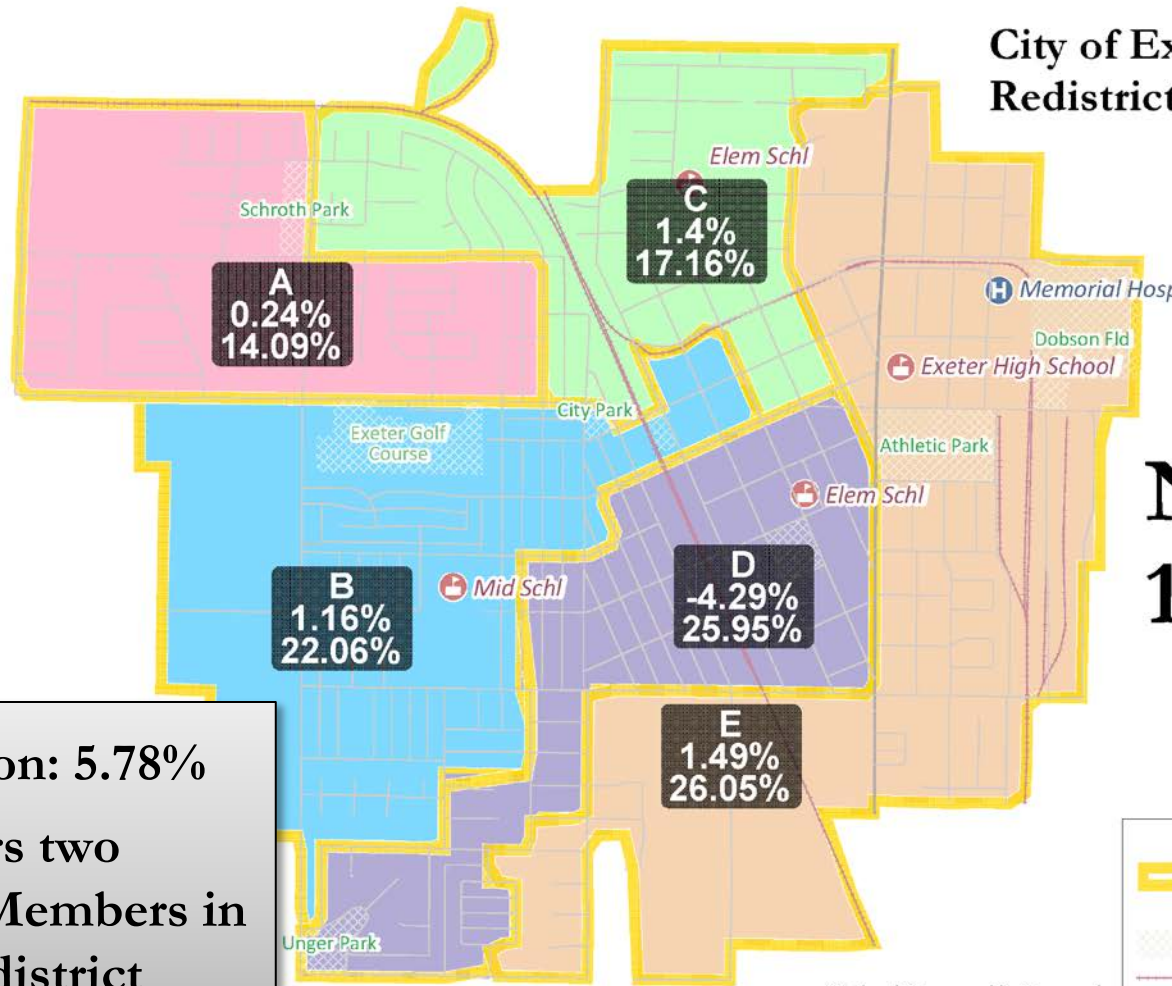 City of Ex
Redistrict
Elem Schl
C
1.4%
17.16%
Schroth Park
A
0.24%
14.09%
Memorial Hosp
Dobson Fld
Exeter High School
City Park
Exeter Golf
Course
Athletic Park
Elem Schl
N
1
D
-4.29%
25.95%
B
1.16%
22.06%
Mid Schl
E
1.49%
26.05%
on: 5.78%
rs two
Members in
district
Unger Park